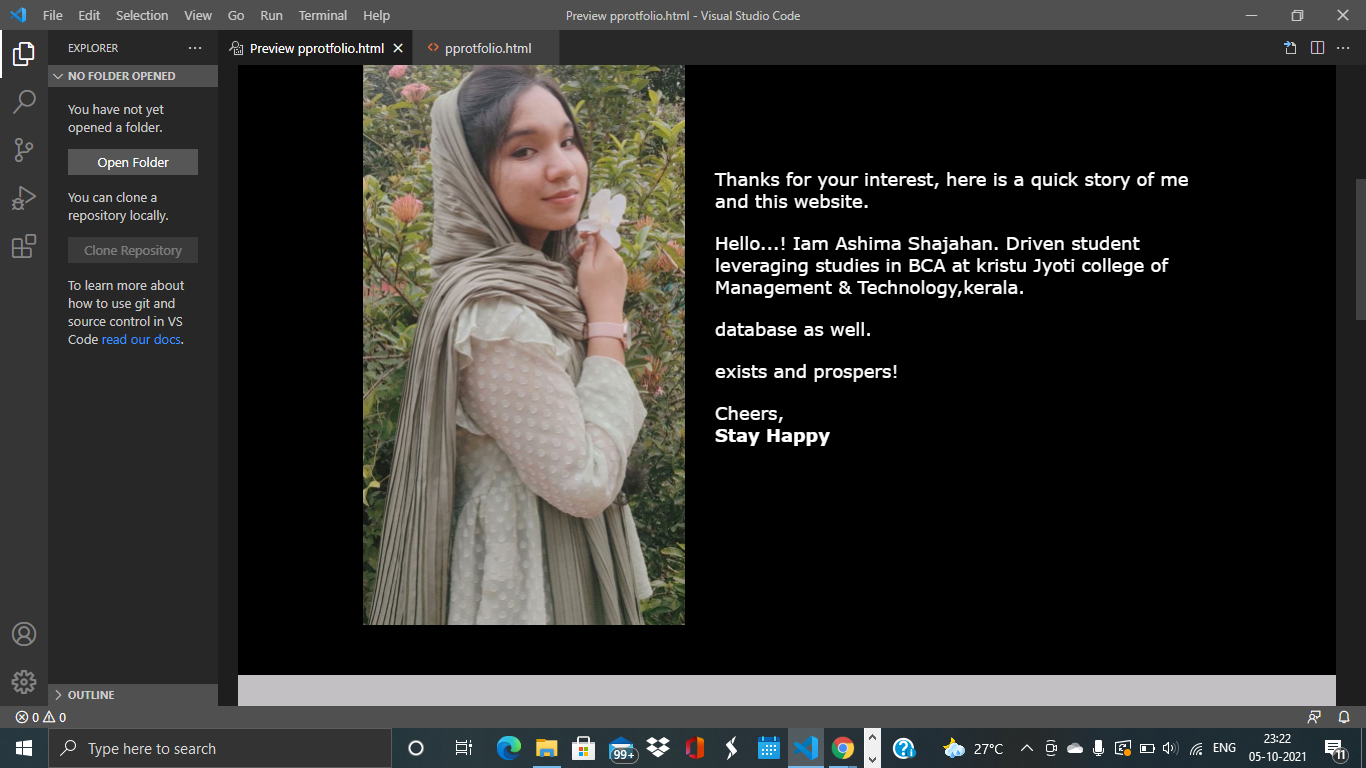 File Edit Selection View Go Run Terminal Help
Preview pprotfolio.html - Visual Studio Code
EXPLORER
Preview pprotfolio.html
pprotfolio.html
NO FOLDER OPENED
You have not yet
opened a folder.
Open Folder
You can clone a
repository locally.
Clone Repository
To learn more about
how to use git and
source control in VS
Code read our docs.
OUTLINE
Thanks for your interest, here is a quick story of me
and this website.
Hello...! Iam Ashima Shajahan. Driven student
leveraging studies in BCA at kristu Jyoti college of
Management & Technology,kerala.
database as well.
exists and prospers!
Cheers,
Stay Happy
0 0
Type here to search
99+
27°C
ENG
23:22
05-10-2021
11